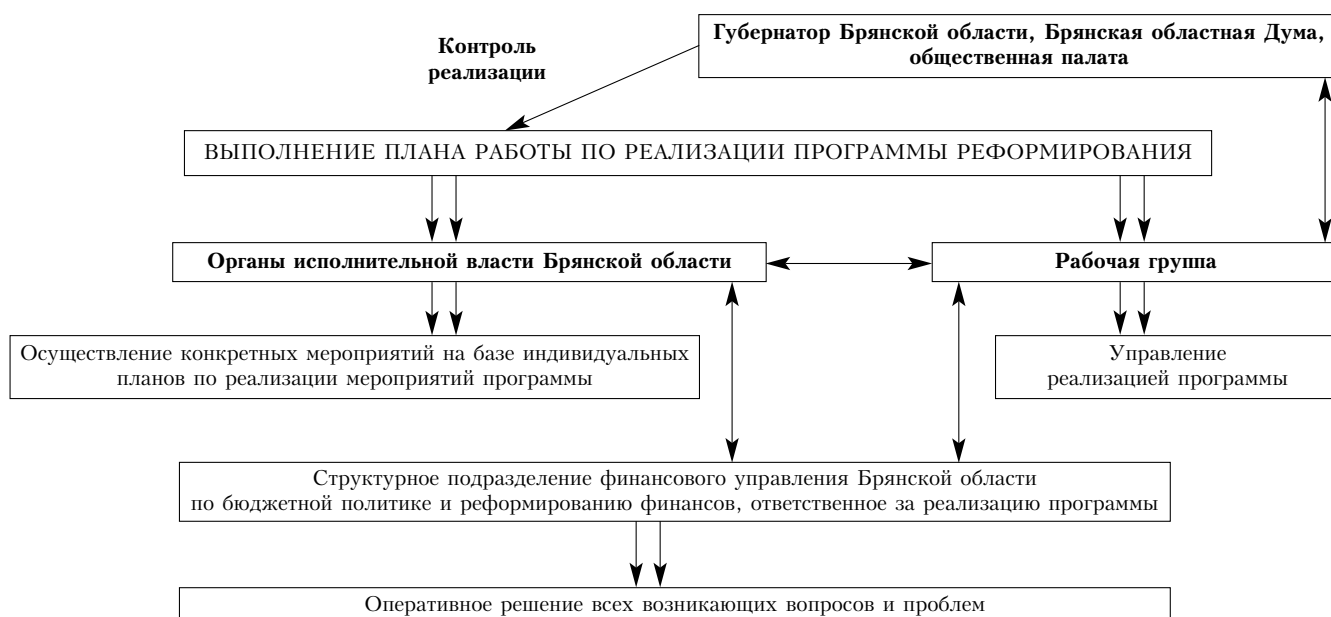 Контроль
реализации
Губернатор Брянской области, Брянская областная Дума,
общественная палата
ВЫПОЛНЕНИЕ ПЛАНА РАБОТЫ ПО РЕАЛИЗАЦИИ ПРОГРАММЫ РЕФОРМИРОВАНИЯ
Органы исполнительной власти Брянской области
Рабочая группа
Осуществление конкретных мероприятий на базе индивидуальных
планов по реализации мероприятий программы
Управление
реализацией программы
Структурное подразделение финансового управления Брянской области
по бюджетной политике и реформированию финансов, ответственное за реализацию программы
Оперативное решение всех возникающих вопросов и проблем